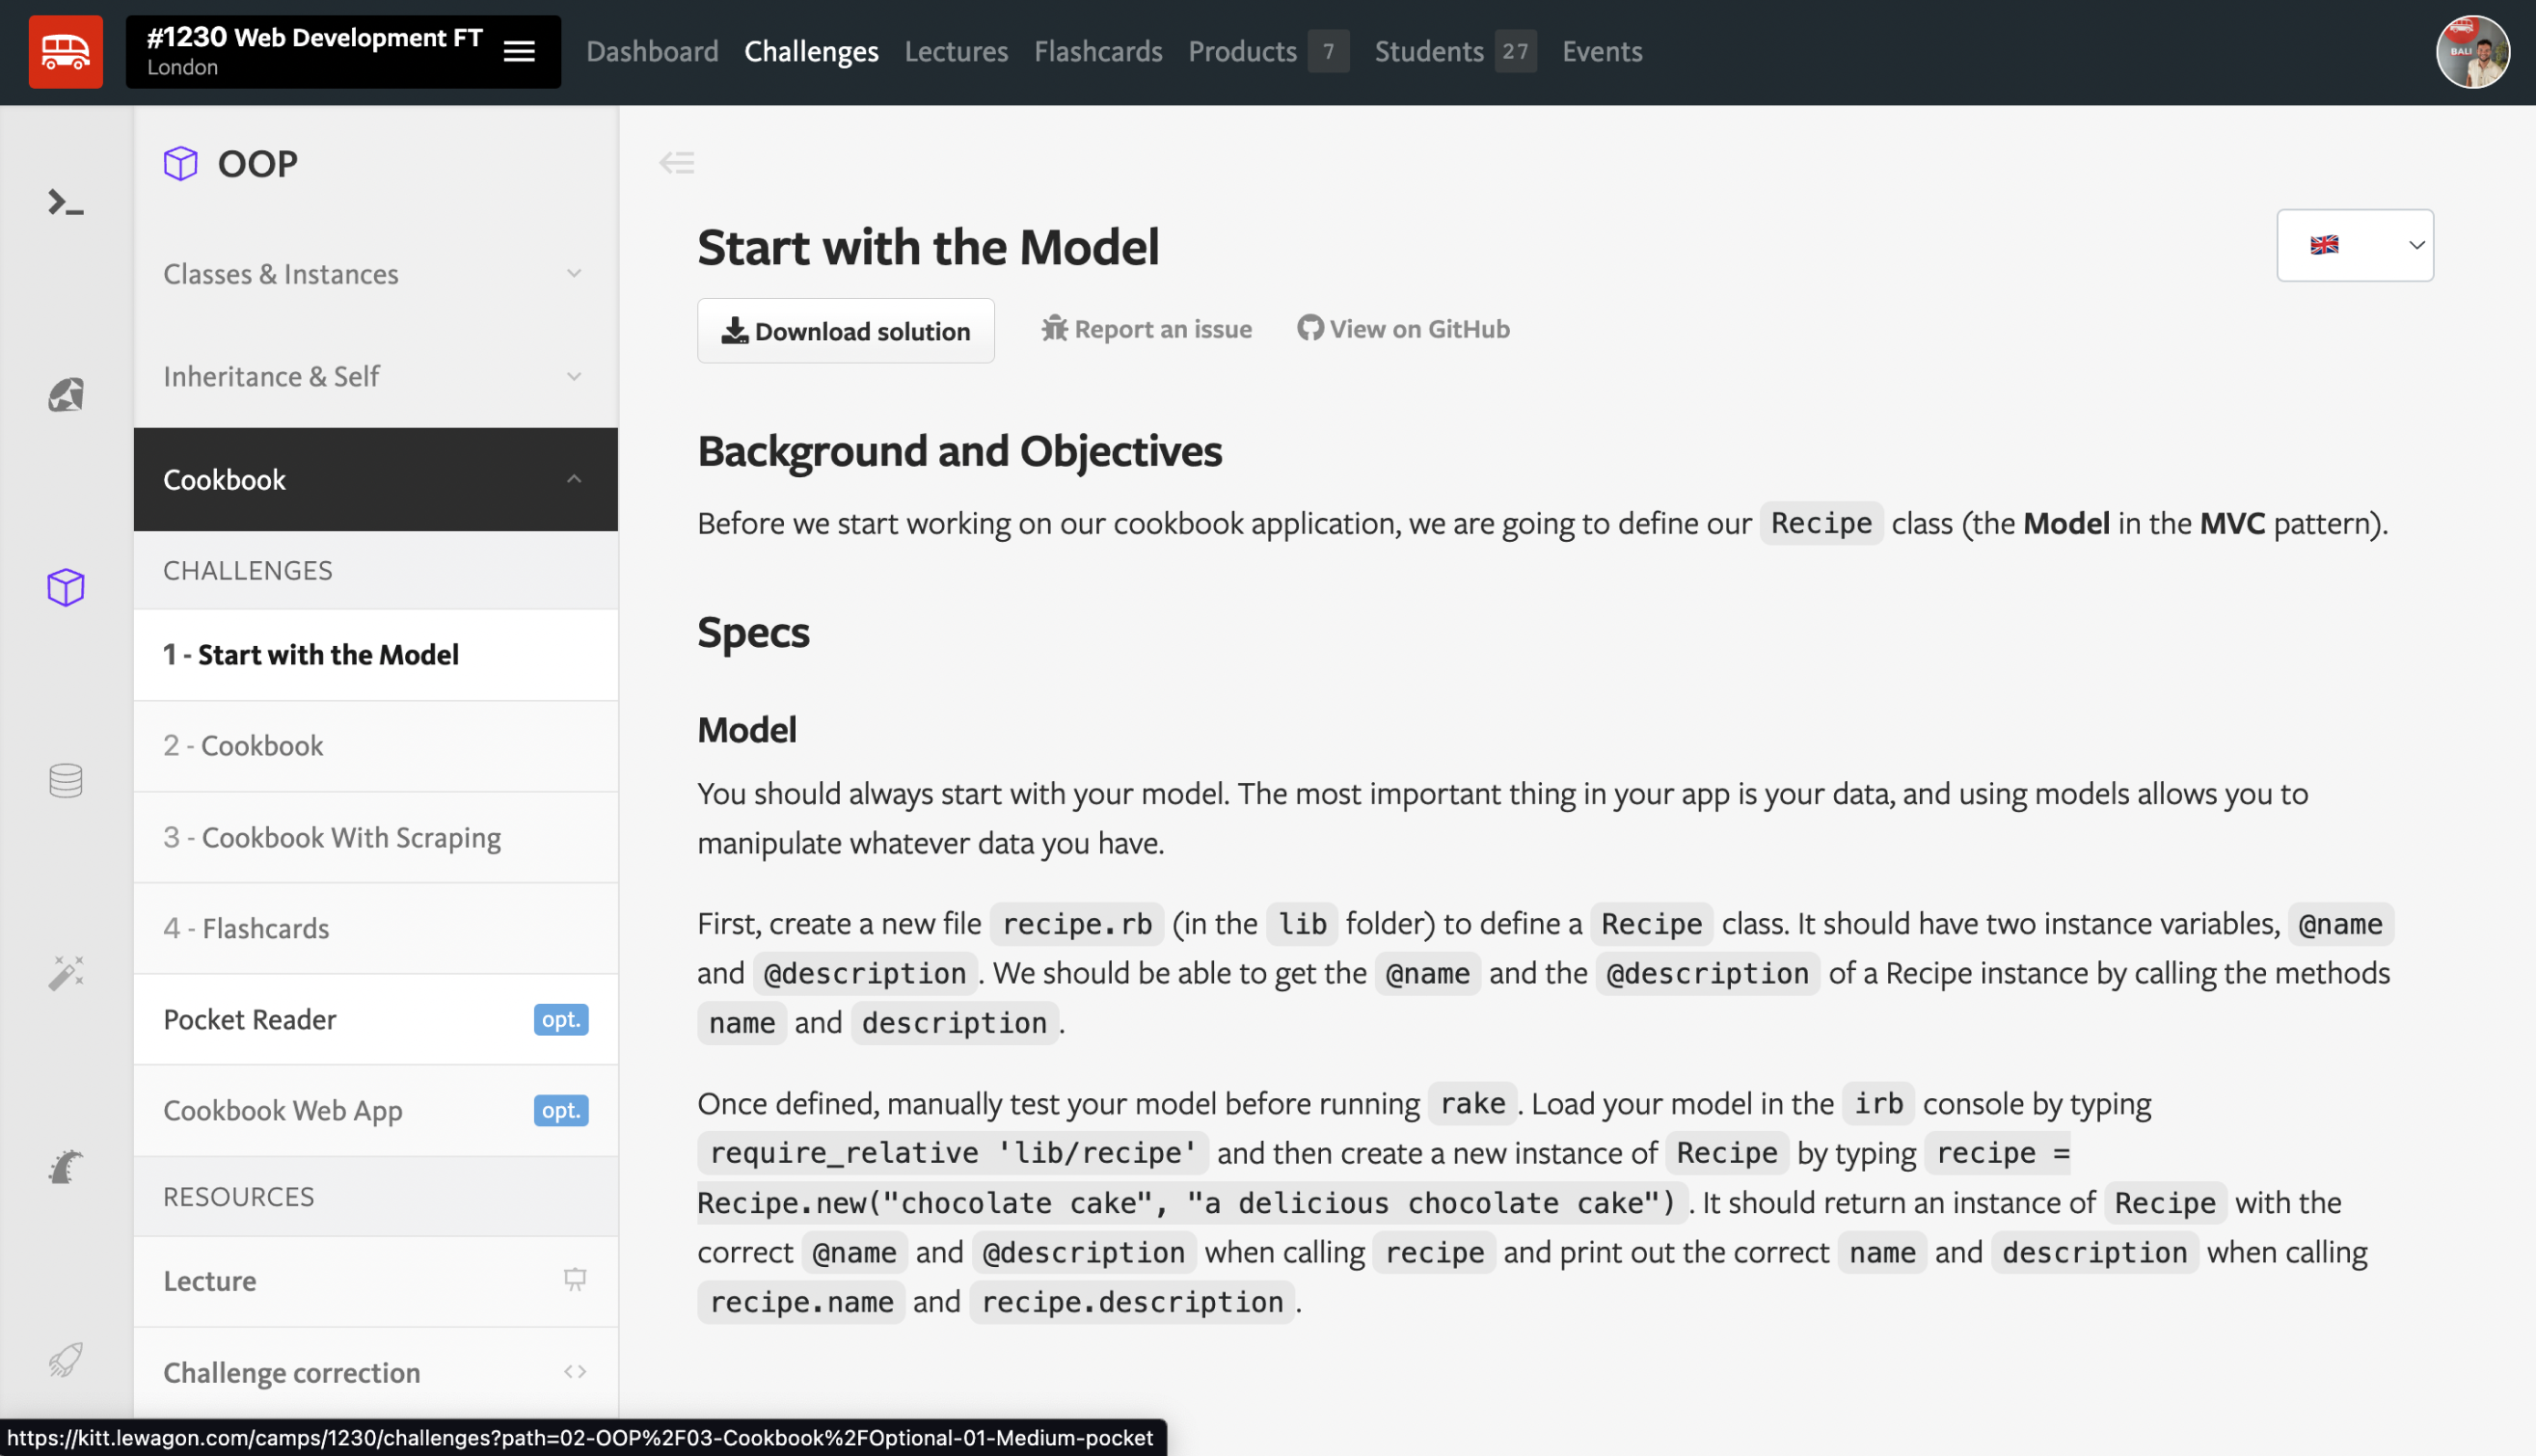 #1230 Web Development FT
London
Dashboard
Challenges
Lectures
Flashcards
Products 7
Students 27
Events
BALI
OOP
Classes & Instances
Inheritance & Self
Cookbook
CHALLENGES
1 - Start with the Model
2 - Cookbook
3 - Cookbook With Scraping
4 - Flashcards
Pocket Reader opt.
Cookbook Web App opt.
RESOURCES
Lecture
Challenge correction
Start with the Model
Download solution
Report an issue
View on GitHub
Background and Objectives
Before we start working on our cookbook application, we are going to define our Recipe class (the Model in the MVC pattern).
Specs
Model
You should always start with your model. The most important thing in your app is your data, and using models allows you to
manipulate whatever data you have.
First, create a new file recipe.rb (in the lib folder) to define a Recipe class. It should have two instance variables, @name
and @description. We should be able to get the @name and the @description of a Recipe instance by calling the methods
name and description.
Once defined, manually test your model before running rake. Load your model in the irb console by typing
require_relative 'lib/recipe' and then create a new instance of Recipe by typing recipe =
Recipe.new("chocolate cake", "a delicious chocolate cake"). It should return an instance of Recipe with the
correct @name and @description when calling recipe and print out the correct name and description when calling
recipe.name and recipe.description.
https://kitt.lewagon.com/camps/1230/challenges?path=02-OOP%2F03-Cookbook%2FOptional-01-Medium-pocket